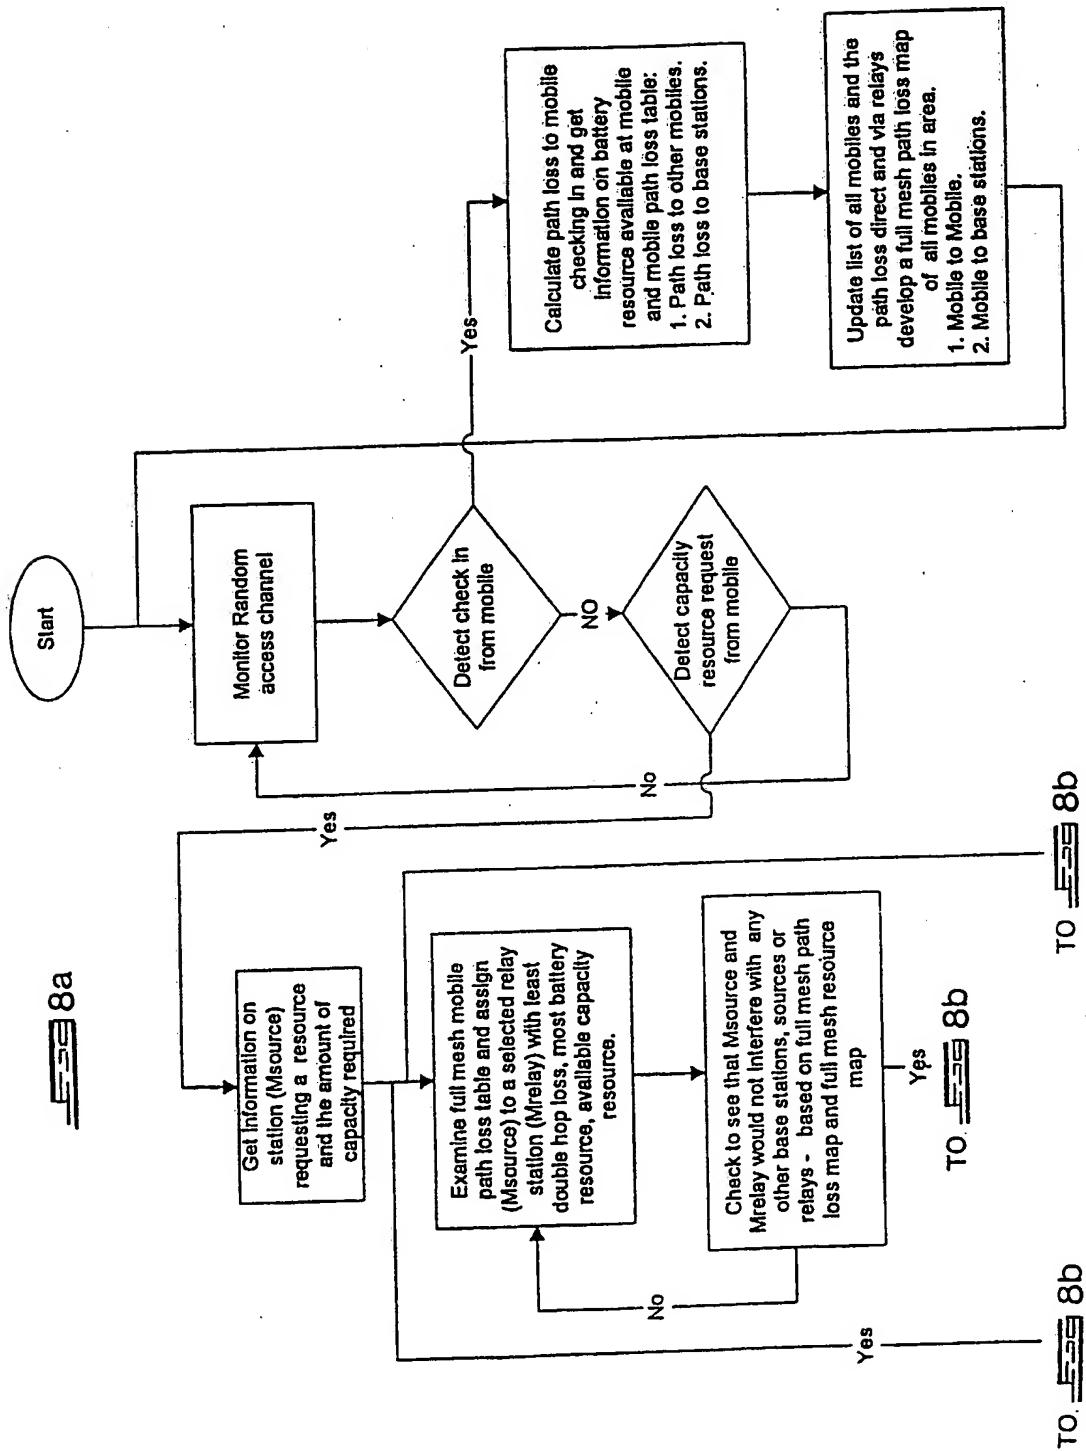 Start
Monitor Random
access channel
Detect check in
from mobile
Yes
Calculate path loss to mobile
checking in and get
information on battery
resource available at mobile
and mobile path loss table:
1. Path loss to other mobiles.
2. Path loss to base stations.
Update list of all mobiles and the
path loss direct and via relays
develop a full mesh path loss map
of all mobiles in area.
1. Mobile to Mobile.
2. Mobile to base stations.
NO
Detect capacity
resource request
from mobile
No
Yes
Fig 8a
Get information on
station (Msource)
requesting a resource
and the amount of
capacity required
Examine full mesh mobile
path loss table and assign
(Msource) to a selected relay
station (Mrelay) with least
double hop loss, most battery
resource, available capacity
resource.
Check to see that Msource and
Mrelay would not interfere with any
other base stations, sources or
relays - based on full mesh path
loss map and full mesh resource
map
No
Yes
Yes
TO. Fig 8b
TO. Fig 8b
TO Fig 8b